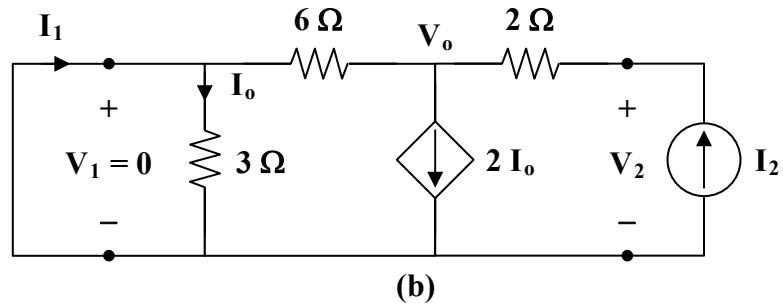 I₁ 6 Ω Vₒ 2 Ω
+ Iₒ +
V₁ = 0 3 Ω 2 Iₒ V₂ I₂
– –
(b)